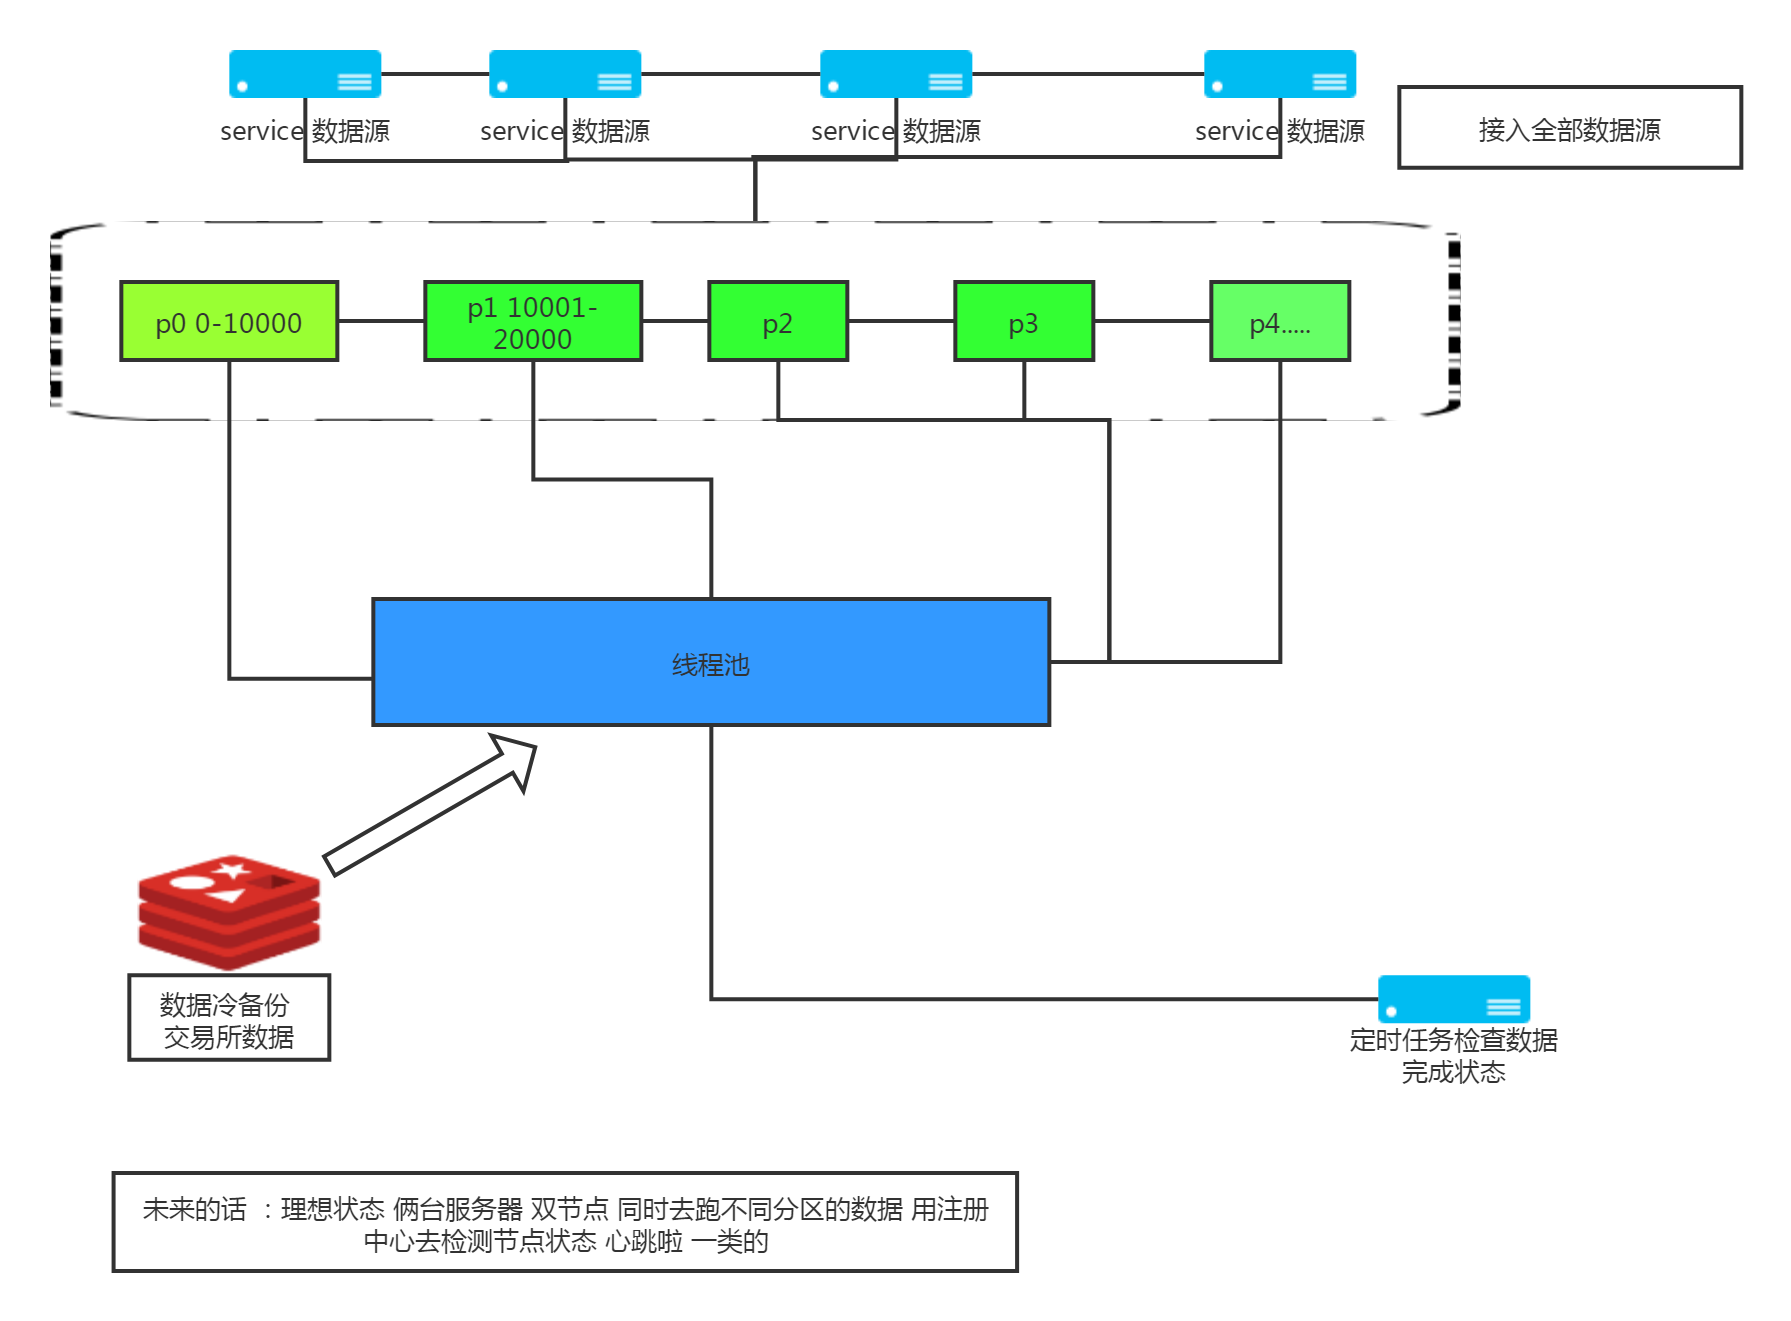 service 数据源
service 数据源
service 数据源
service 数据源
接入全部数据源
p0 0-10000
p1 10001-
20000
p2
p3
p4.....
线程池
数据冷备份
交易所数据
定时任务检查数据
完成状态
未来的话 ：理想状态 俩台服务器 双节点 同时去跑不同分区的数据 用注册
中心去检测节点状态 心跳啦 一类的